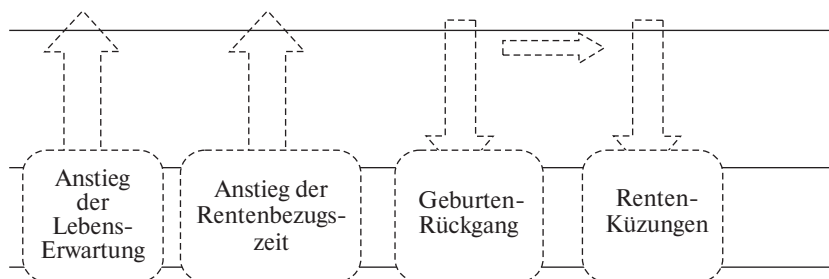 Anstieg
der
Lebens-
Erwartung
Anstieg der
Rentenbezugs-
zeit
Geburten-
Rückgang
Renten-
Küzungen